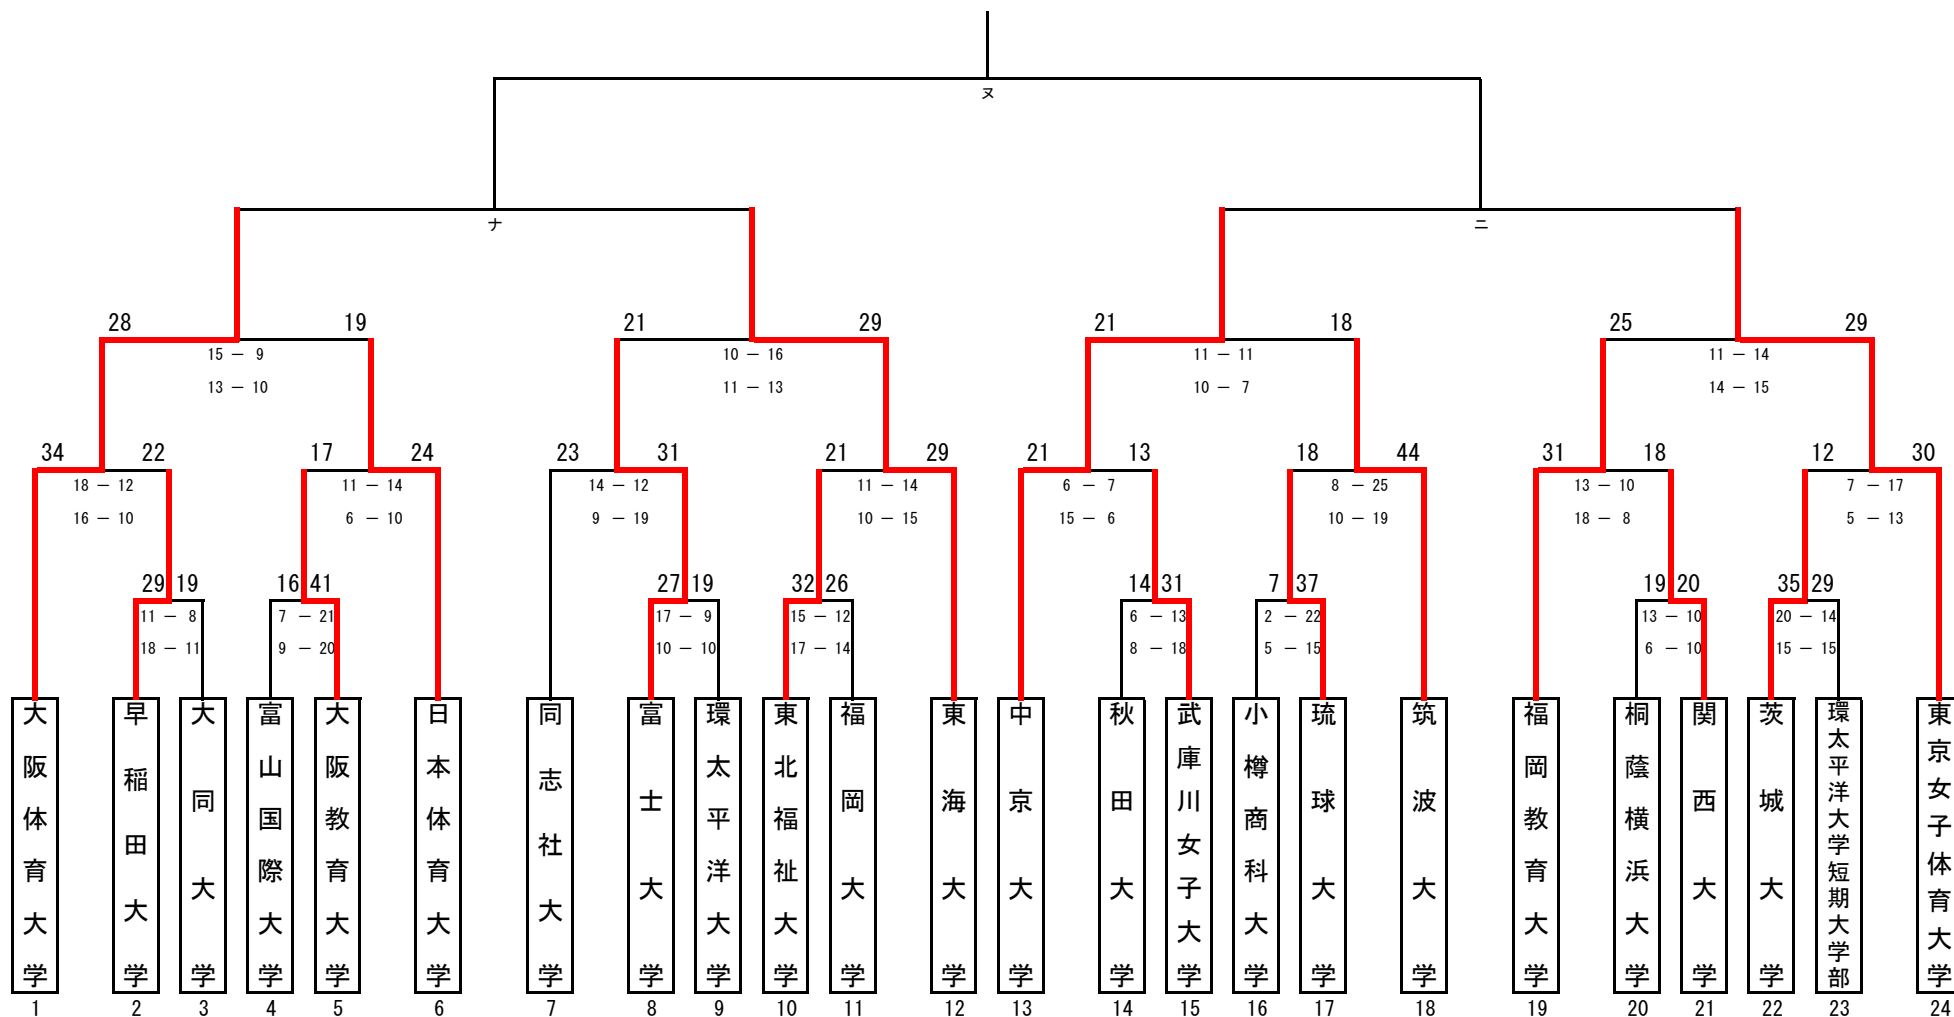 ヌ
ナ ニ
28 19 21 29 21 18 25 29
15 － 9 10 － 16 11 － 11 11 － 14
13 － 10 11 － 13 10 － 7 14 － 15
34 22 17 24 23 31 21 29 21 13 18 44 31 18 12 30
18 － 12 11 － 14 14 － 12 11 － 14 6 － 7 8 － 25 13 － 10 7 － 17
16 － 10 6 － 10 9 － 19 10 － 15 15 － 6 10 － 19 18 － 8 5 － 13
29 19 16 41 27 19 32 26 14 31 7 37 19 20 35 29
11 － 8 7 － 21 17 － 9 15 － 12 6 － 13 2 － 22 13 － 10 20 － 14
18 － 11 9 － 20 10 － 10 17 － 14 8 － 18 5 － 15 6 － 10 15 － 15
大阪体育大学
早稲田大学
大同大学
富山国際大学
大阪教育大学
日本体育大学
同志社大学
富士大学
環太平洋大学
東北福祉大学
福岡大学
東海大学
中京大学
秋田大学
武庫川女子大学
小樽商科大学
琉球大学
筑波大学
福岡教育大学
桐蔭横浜大学
関西大学
茨城大学
環太平洋大学短期大学部
東京女子体育大学
1 2 3 4 5 6 7 8 9 10 11 12 13 14 15 16 17 18 19 20 21 22 23 24